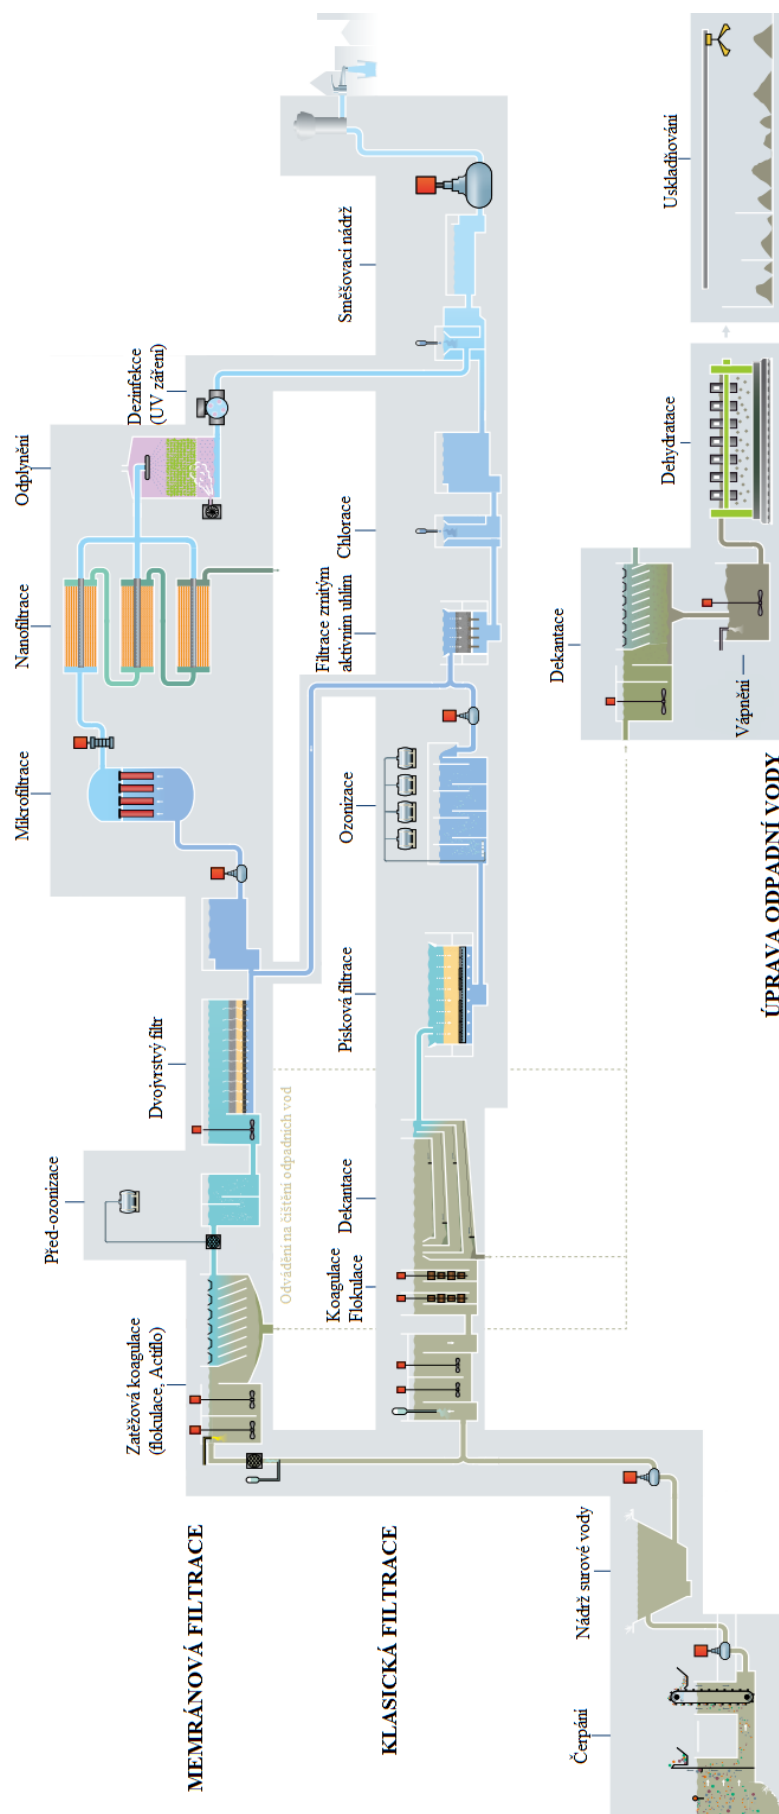 MEMRÁNOVÁ FILTRACE
Zatěžová koagulace
(flokulace, Actiflo)
Před-ozonizace
Dvojvrstvý filtr
Mikrofiltrace
Nanofiltrace
Odplynění
Dezinfekce
(UV záření)
Odvádění na čištění odpadních vod
KLASICKÁ FILTRACE
Koagulace
Flokulace
Dekantace
Písková filtrace
Ozonizace
Filtrace zrnitým
aktivním uhlím
Chlorace
Směšovací nádrž
Čerpání
Nádrž surové vody
ÚPRAVA ODPADNÍ VODY
Dekantace
Vápnění
Dehydratace
Uskladňování